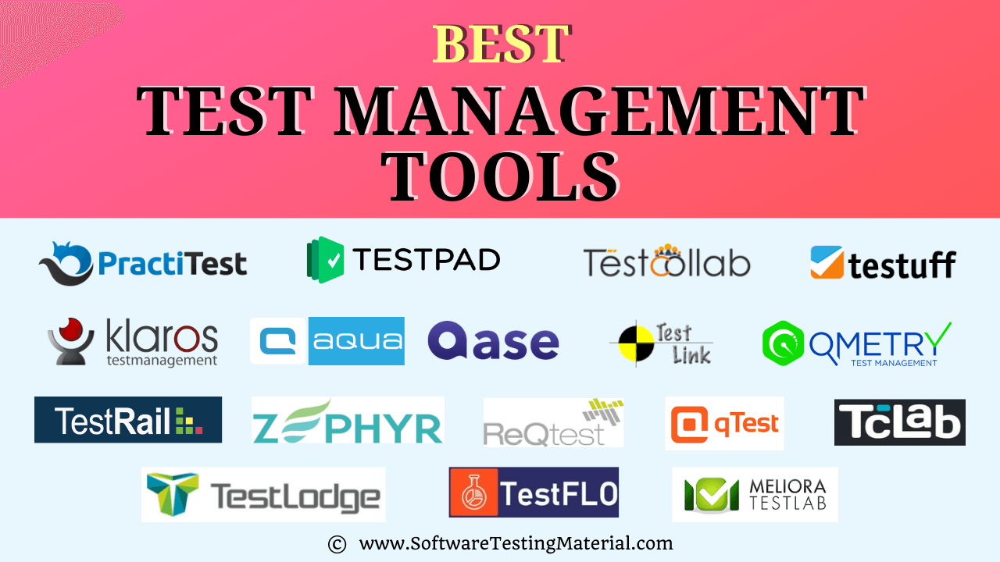 BEST
TEST MANAGEMENT
TOOLS
PractiTest
TESTPAD
Testcollab
testuff
klaros
testmanagement
aqua
Qase
Test
Link
QMETRY
TEST MANAGEMENT
TestRail
ZEPHYR
ReQtest
qTest
TCLab
TestLodge
TestFLO
MELIORA
TESTLAB
© www.SoftwareTestingMaterial.com